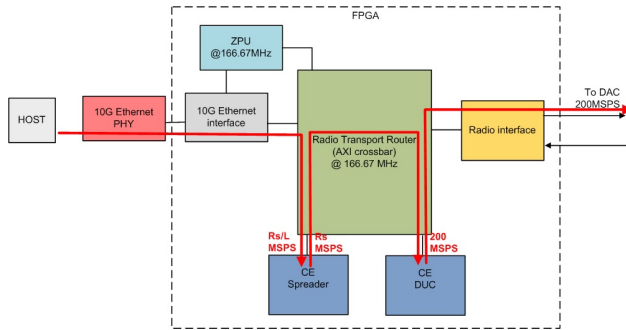 FPGA
ZPU
@166.67MHz
HOST
10G Ethernet
PHY
10G Ethernet
interface
Radio Transport Router
(AXI crossbar)
@ 166.67 MHz
Radio interface
To DAC
200MSPS
Rs/L
MSPS
Rs
MSPS
200
MSPS
CE
Spreader
CE
DUC